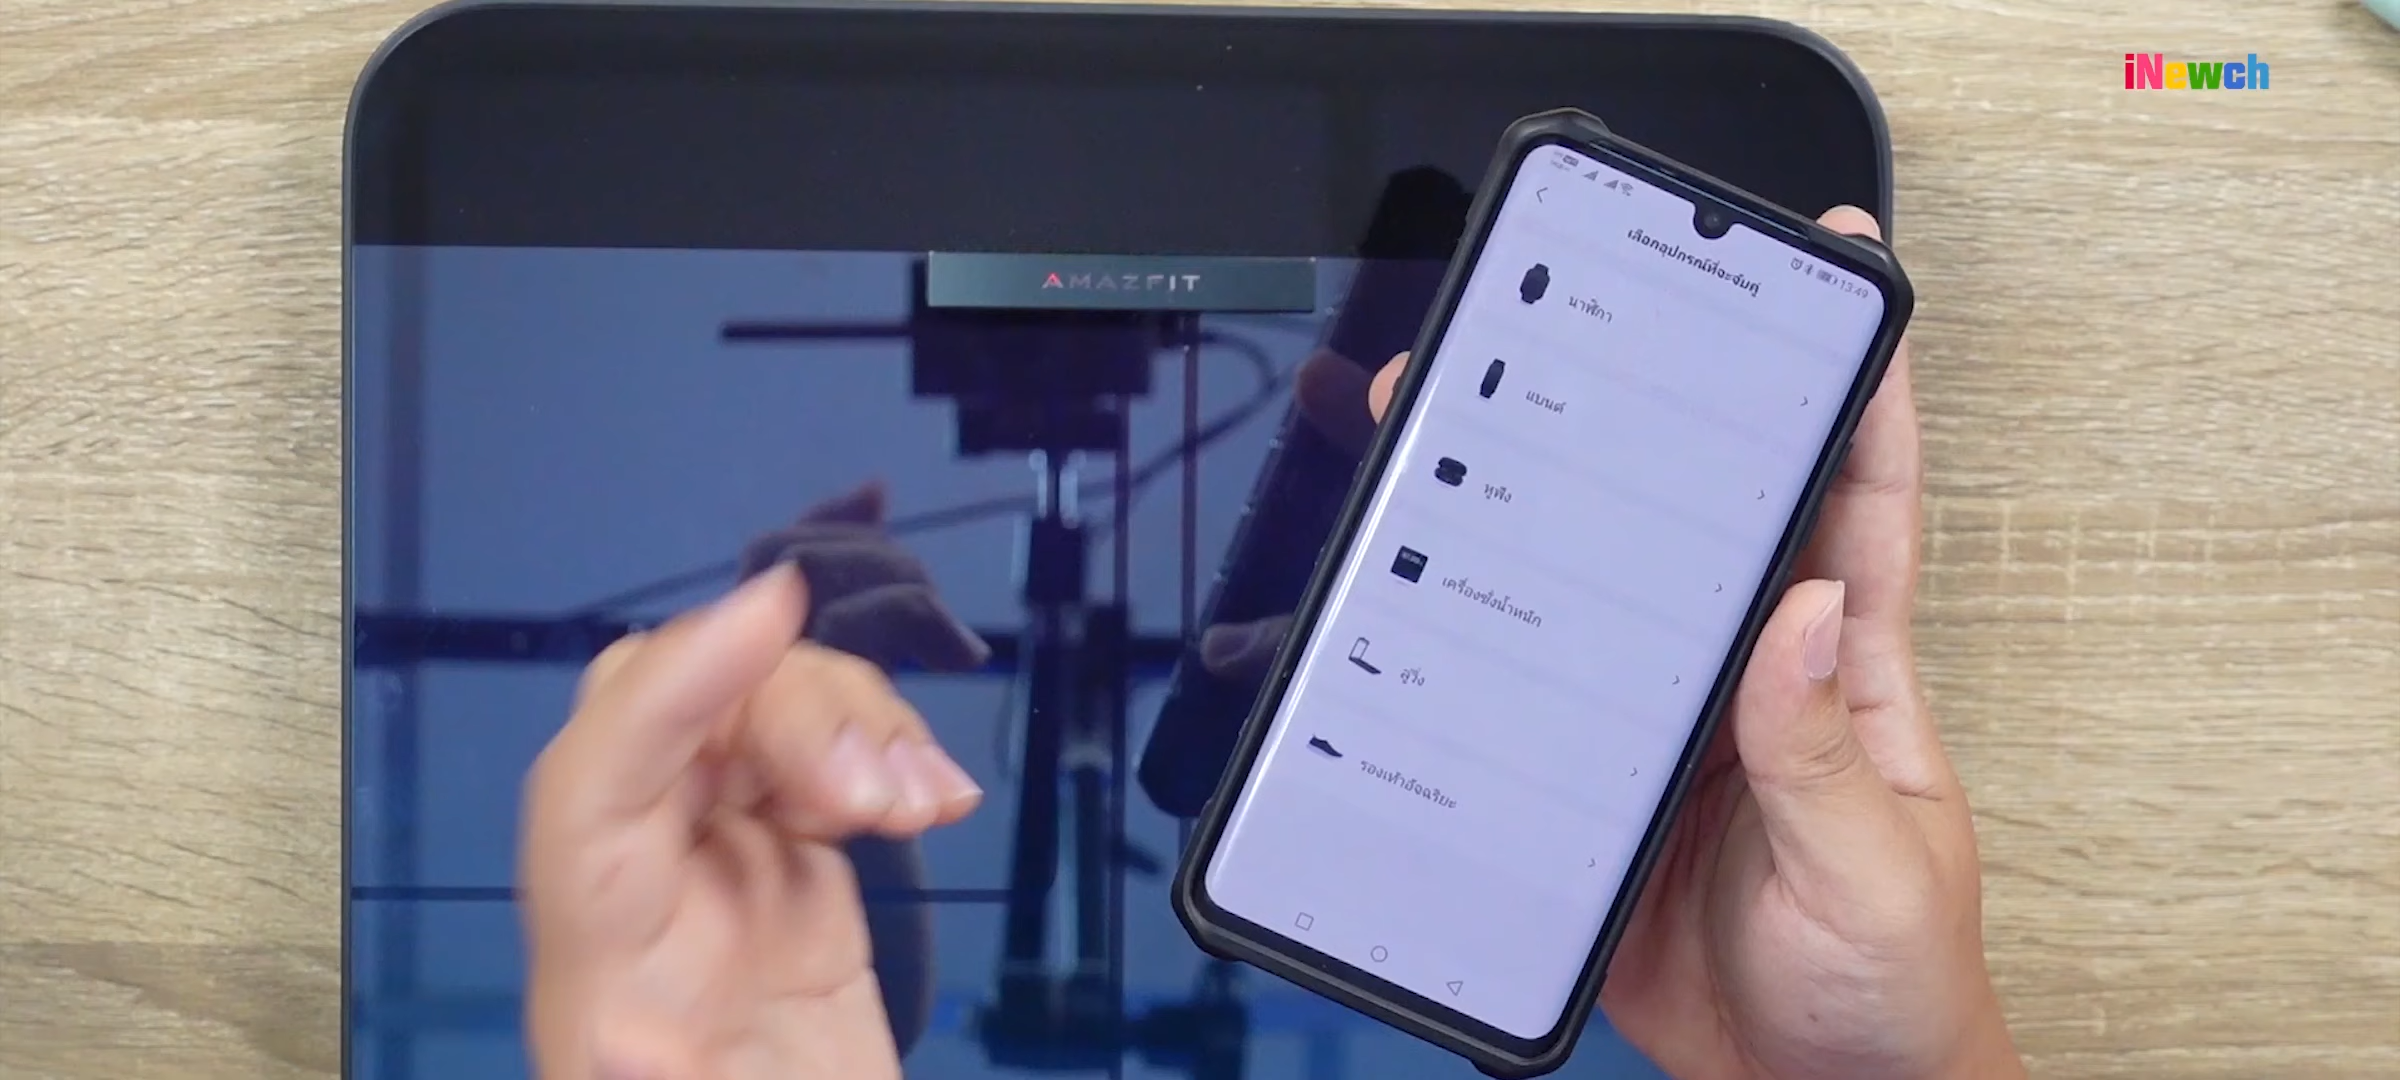 iNewch
AMAZFIT
13:49
เลือกอุปกรณ์ที่จะจับคู่
นาฬิกา
แบนด์
หูฟัง
เครื่องชั่งน้ำหนัก
ลู่วิ่ง
รองเท้าอัจฉริยะ